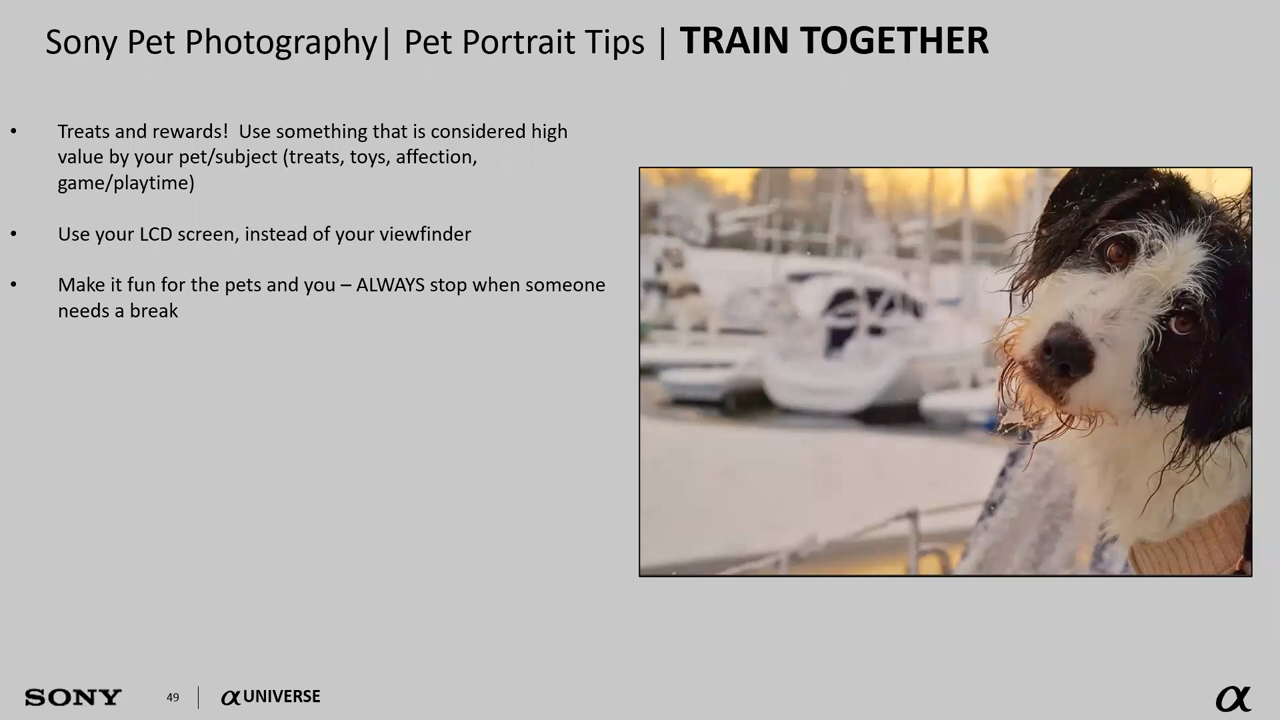 Sony Pet Photography| Pet Portrait Tips | TRAIN TOGETHER
• Treats and rewards!  Use something that is considered high
value by your pet/subject (treats, toys, affection,
game/playtime)
• Use your LCD screen, instead of your viewfinder
• Make it fun for the pets and you – ALWAYS stop when someone
needs a break
SONY 49 | α UNIVERSE α